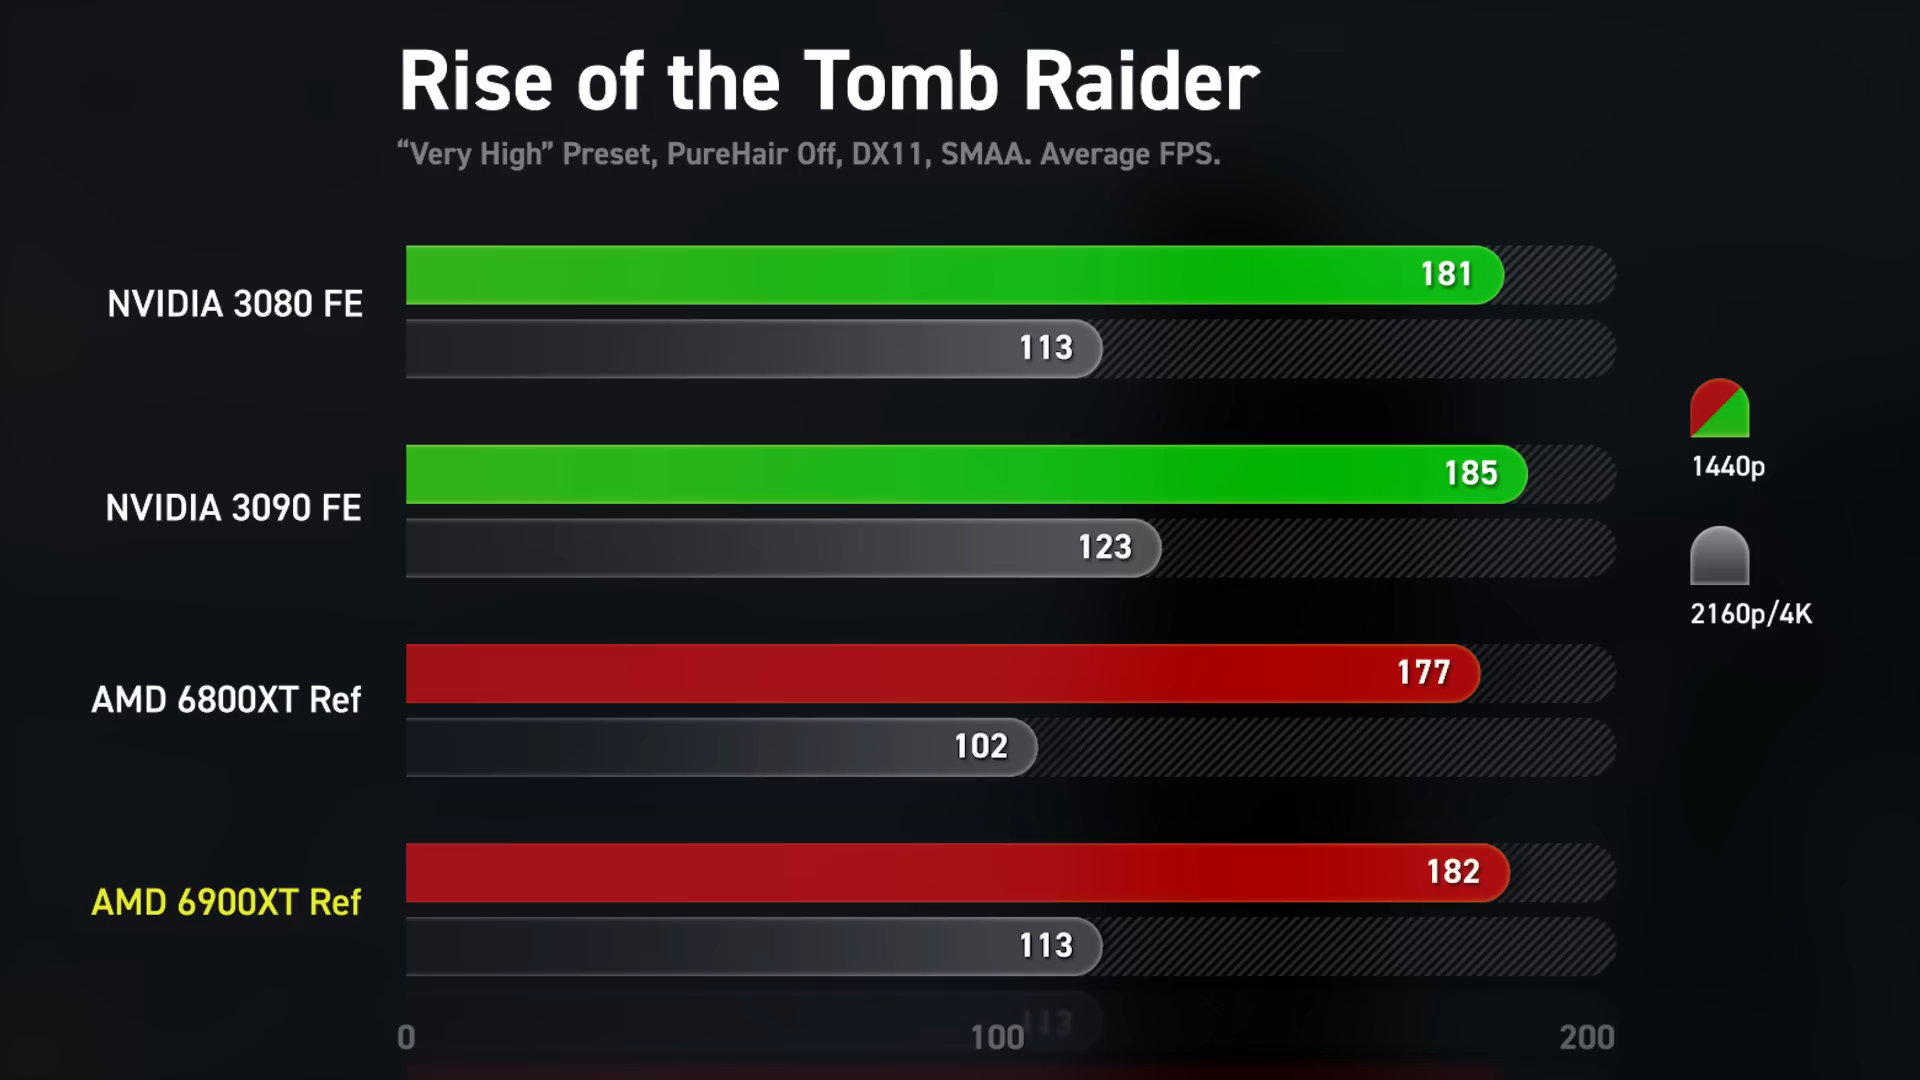 Rise of the Tomb Raider
“Very High” Preset, PureHair Off, DX11, SMAA. Average FPS.
NVIDIA 3080 FE
181
113
NVIDIA 3090 FE
185
123
AMD 6800XT Ref
177
102
AMD 6900XT Ref
182
113
113
0 100 200
1440p
2160p/4K